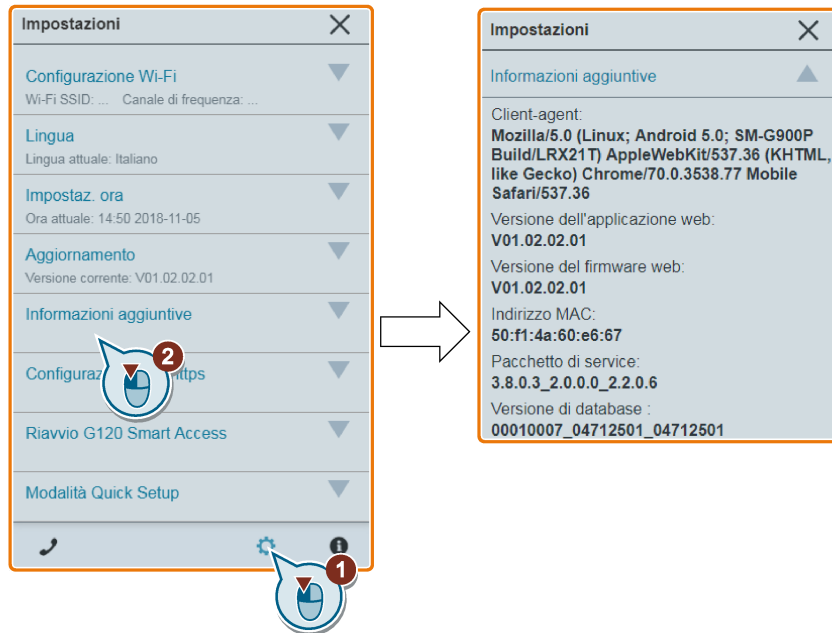 Impostazioni
Configurazione Wi-Fi
Wi-Fi SSID: ... Canale di frequenza: ...
Lingua
Lingua attuale: Italiano
Impostaz. ora
Ora attuale: 14:50 2018-11-05
Aggiornamento
Versione corrente: V01.02.02.01
Informazioni aggiuntive
2
Riavvio G120 Smart Access
Modalità Quick Setup
1
Impostazioni
Informazioni aggiuntive
Client-agent:
Mozilla/5.0 (Linux; Android 5.0; SM-G900P
Build/LRX21T) AppleWebKit/537.36 (KHTML,
like Gecko) Chrome/70.0.3538.77 Mobile
Safari/537.36
Versione dell'applicazione web:
V01.02.02.01
Versione del firmware web:
V01.02.02.01
Indirizzo MAC:
50:f1:4a:60:e6:67
Pacchetto di service:
3.8.0.3_2.0.0.0_2.2.0.6
Versione di database :
00010007_04712501_04712501